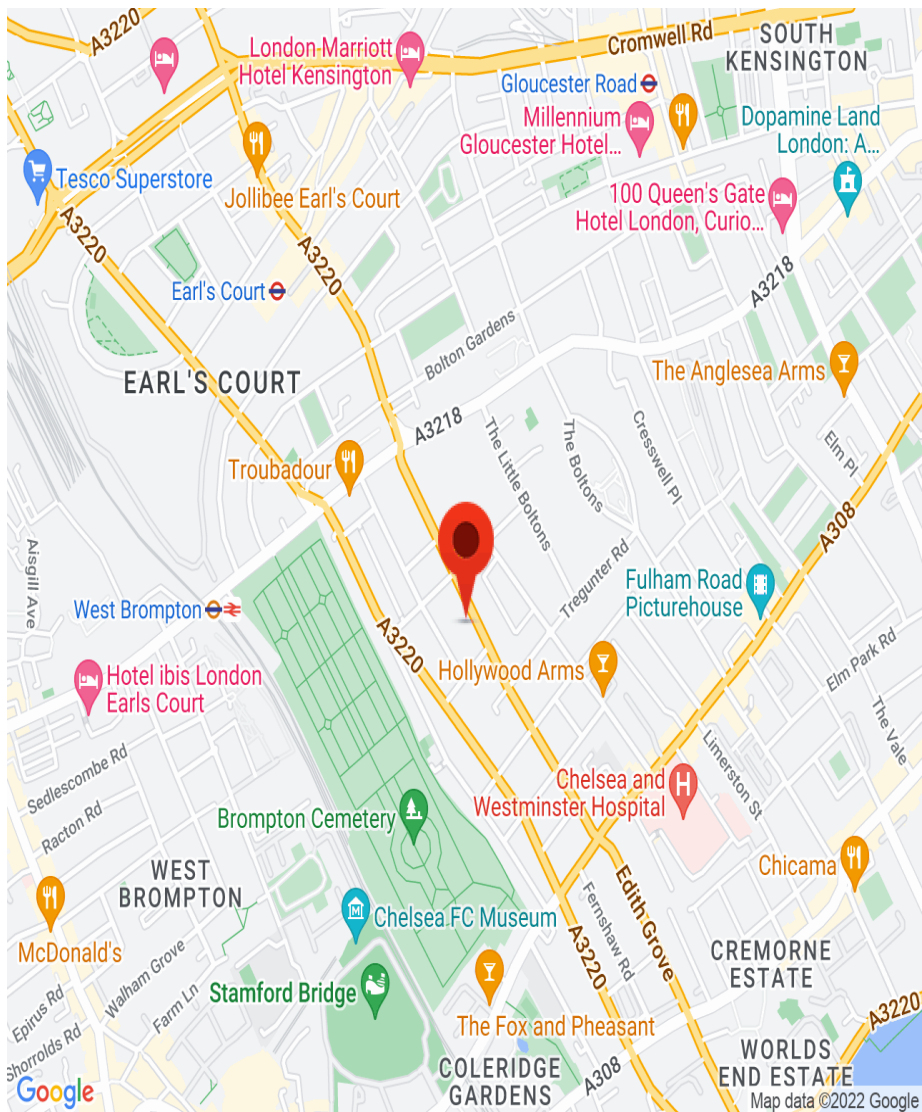 A3220
London Marriott
Hotel Kensington
Cromwell Rd
SOUTH
KENSINGTON
Gloucester Road
Millennium
Gloucester Hotel...
Dopamine Land
London: A...
Tesco Superstore
Jollibee Earl's Court
100 Queen's Gate
Hotel London, Curio...
A3220
A3220
Earl's Court
A3218
Bolton Gardens
EARL'S COURT
The Anglesea Arms
A3218
Troubadour
The Little Boltons
The Boltons
Cresswell Pl
Elm Pl
A308
Aisgill Ave
Tregunter Rd
Fulham Road
Picturehouse
West Brompton
A3220
Hollywood Arms
Elm Park Rd
Hotel ibis London
Earls Court
The Vale
Sedlescombe Rd
Limerston St
Chelsea and
Westminster Hospital
Racton Rd
Brompton Cemetery
Chicama
WEST
BROMPTON
Edith Grove
Chelsea FC Museum
Fernshaw Rd
McDonald's
Walham Grove
A3220
CREMORNE
ESTATE
Epirus Rd
Farm Ln
Stamford Bridge
The Fox and Pheasant
A3220
Shorrolds Rd
COLERIDGE
GARDENS
A308
WORLDS
END ESTATE
Google
Map data ©2022 Google